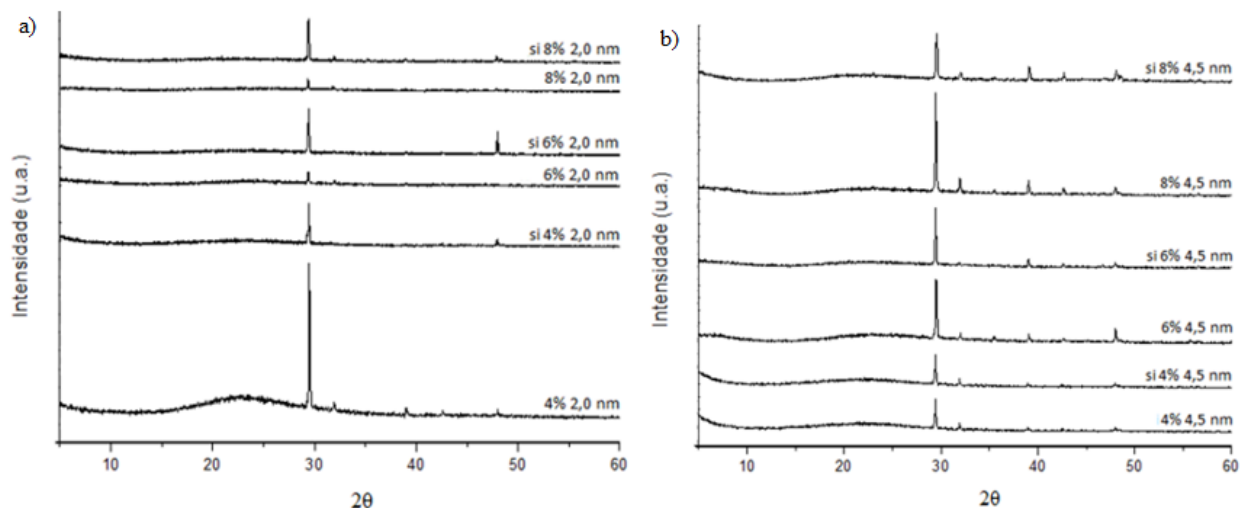 a)
si 8% 2,0 nm
8% 2,0 nm
si 6% 2,0 nm
6% 2,0 nm
si 4% 2,0 nm
4% 2,0 nm
Intensidade (u.a.)
10 20 30 40 50 60
2θ
b)
si 8% 4,5 nm
8% 4,5 nm
si 6% 4,5 nm
6% 4,5 nm
si 4% 4,5 nm
4% 4,5 nm
Intensidade (u.a.)
10 20 30 40 50 60
2θ